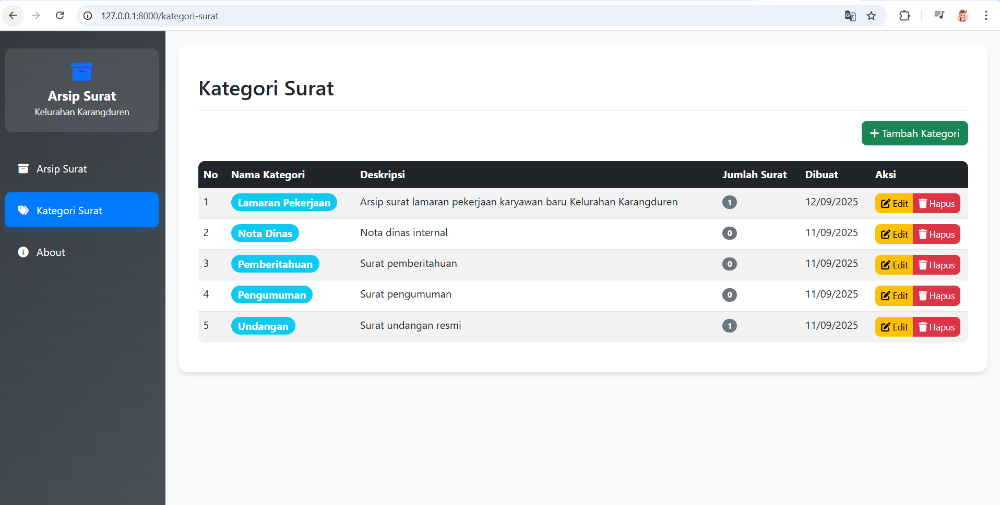 127.0.0.1:8000/kategori-surat
Arsip Surat
Kelurahan Karangduren
Arsip Surat
Kategori Surat
About
Kategori Surat
Tambah Kategori
No Nama Kategori Deskripsi Jumlah Surat Dibuat Aksi
1 Lamaran Pekerjaan Arsip surat lamaran pekerjaan karyawan baru Kelurahan Karangduren 1 12/09/2025 Edit Hapus
2 Nota Dinas Nota dinas internal 0 11/09/2025 Edit Hapus
3 Pemberitahuan Surat pemberitahuan 0 11/09/2025 Edit Hapus
4 Pengumuman Surat pengumuman 0 11/09/2025 Edit Hapus
5 Undangan Surat undangan resmi 1 11/09/2025 Edit Hapus